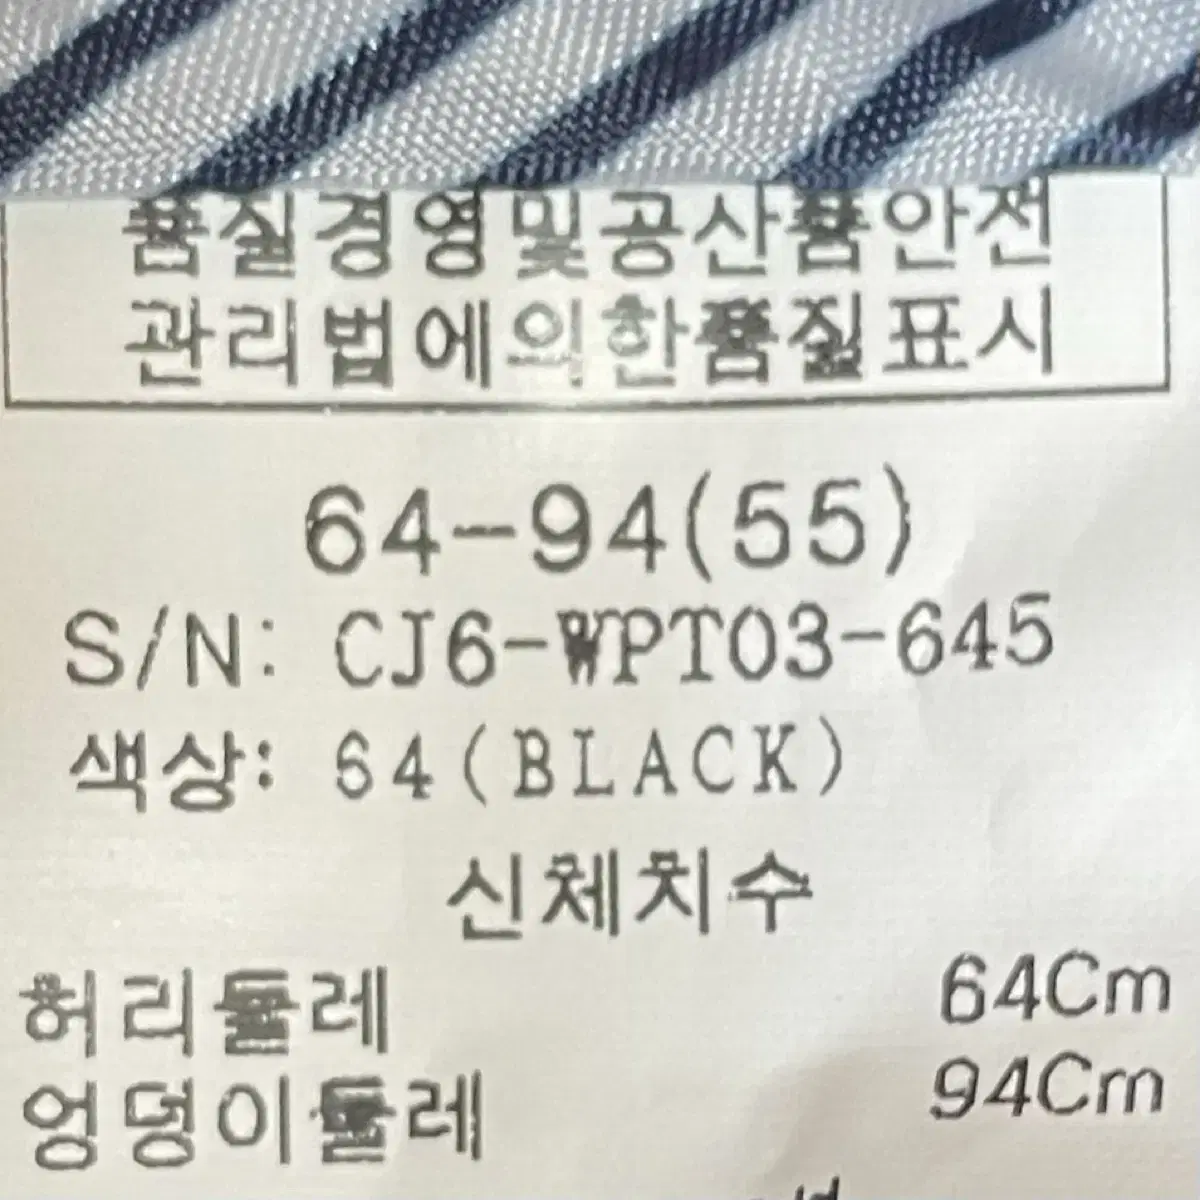 품질경영및공산품안전
관리법에의한품질표시
64-94(55)
S/N: CJ6-WPT03-645
색상: 64(BLACK)
신체치수
허리둘레 64Cm
엉덩이둘레 94Cm